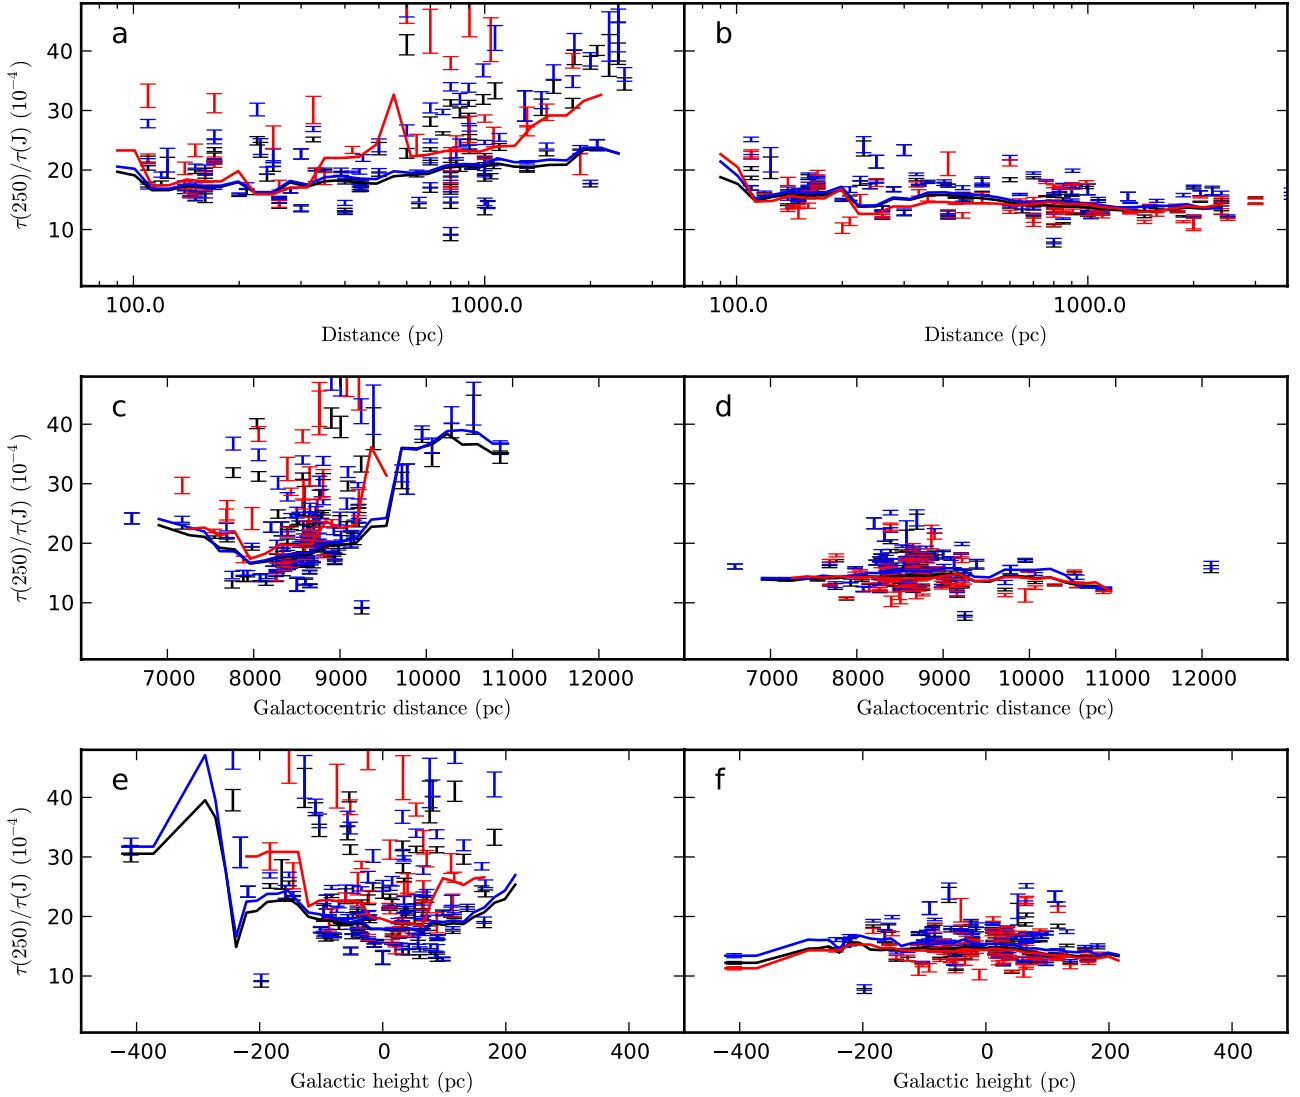 a
b
40
30
20
10
τ(250)/τ(J) (10⁻⁴)
100.0
1000.0
100.0
1000.0
Distance (pc)
Distance (pc)
c
d
40
30
20
10
τ(250)/τ(J) (10⁻⁴)
7000
8000
9000
10000
11000
12000
7000
8000
9000
10000
11000
12000
Galactocentric distance (pc)
Galactocentric distance (pc)
e
f
40
30
20
10
τ(250)/τ(J) (10⁻⁴)
−400
−200
0
200
400
−400
−200
0
200
400
Galactic height (pc)
Galactic height (pc)